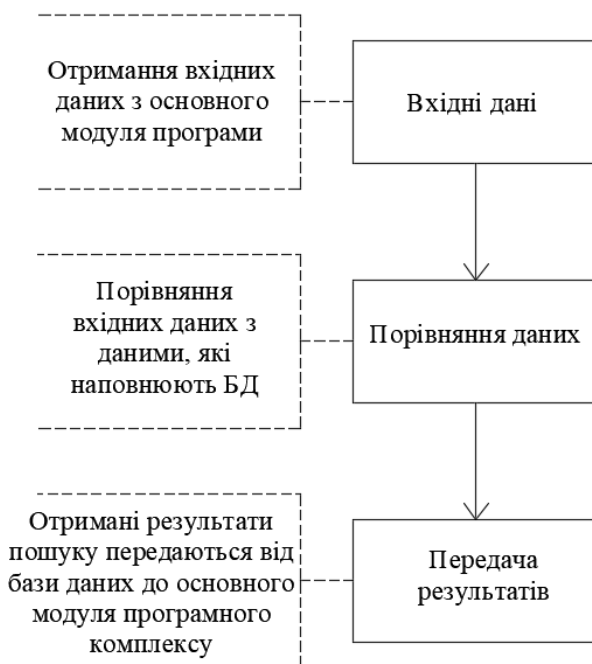 Отримання вхідних
даних з основного
модуля програми
Вхідні дані
Порівняння
вхідних даних з
даними, які
наповнюють БД
Порівняння даних
Отримані результати
пошуку передаються від
бази даних до основного
модуля програмного
комплексу
Передача
результатів